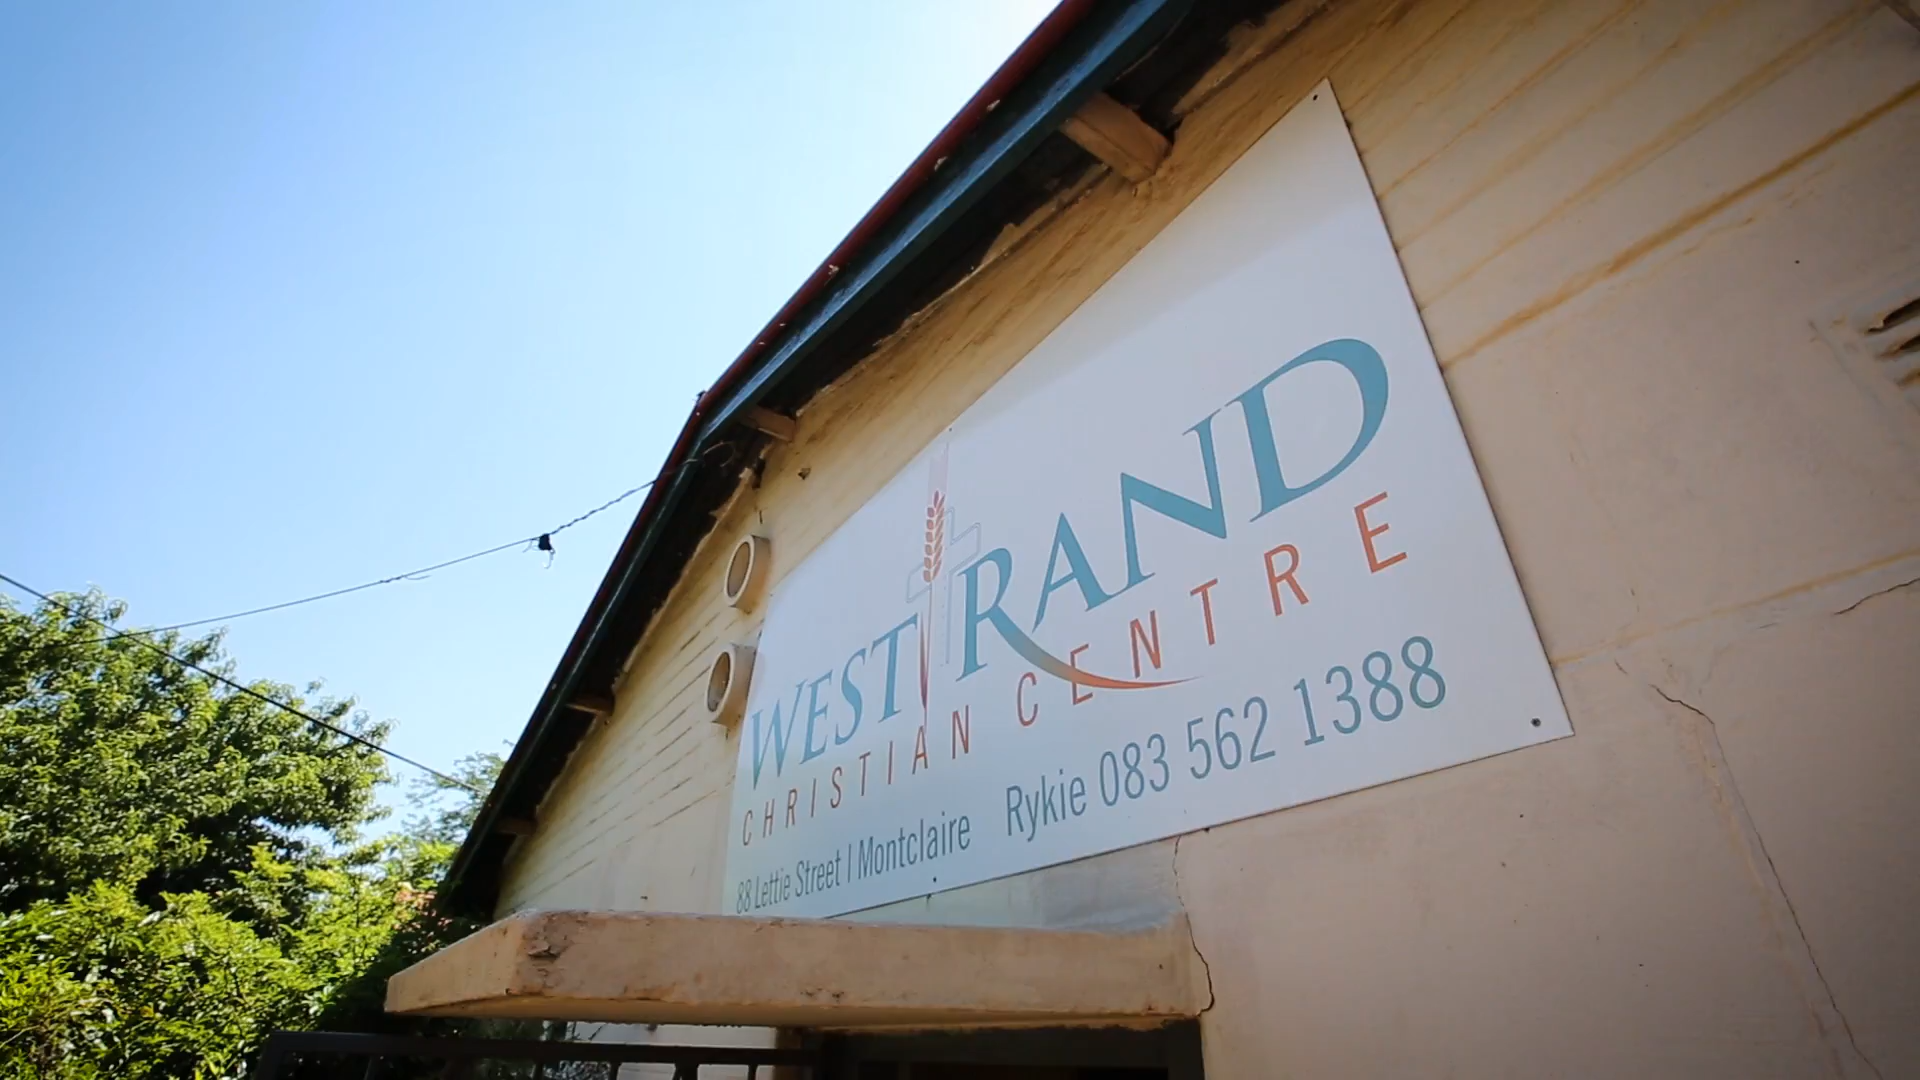 WEST RAND
CHRISTIAN CENTRE
88 Lettie Street | Montclaire Rykie 083 562 1388